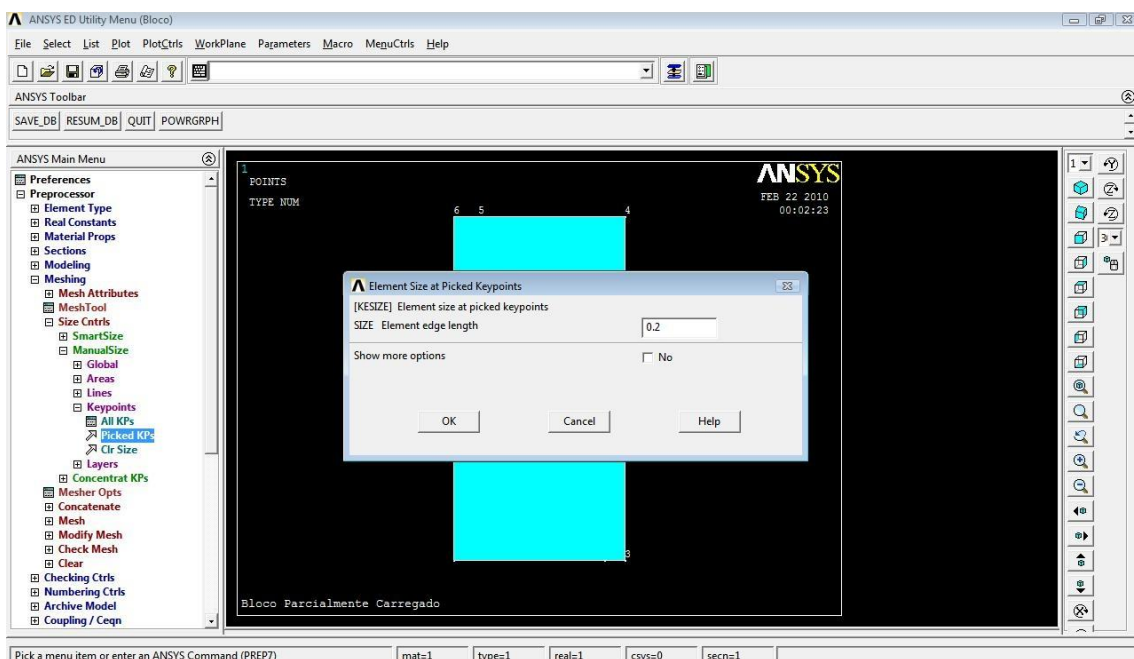 ANSYS ED Utility Menu (Bloco)
File Select List Plot PlotCtrls WorkPlane Parameters Macro MenuCtrls Help
ANSYS Toolbar
SAVE_DB RESUM_DB QUIT POWRGRPH
ANSYS Main Menu
Preferences
Preprocessor
Element Type
Real Constants
Material Props
Sections
Modeling
Meshing
Mesh Attributes
MeshTool
Size Cntrls
SmartSize
ManualSize
Global
Areas
Lines
Keypoints
All KPs
Picked KPs
Clr Size
Layers
Concentrat KPs
Mesher Opts
Concatenate
Mesh
Modify Mesh
Check Mesh
Clear
Checking Ctrls
Numbering Ctrls
Archive Model
Coupling / Ceqn
1
POINTS
TYPE NUM
ANSYS
FEB 22 2010
00:02:23
6 5 4
Element Size at Picked Keypoints
[KESIZE] Element size at picked keypoints
SIZE Element edge length 0.2
Show more options No
OK Cancel Help
3
Bloco Parcialmente Carregado
1
Pick a menu item or enter an ANSYS Command (PREP7) mat=1 type=1 real=1 csys=0 secn=1